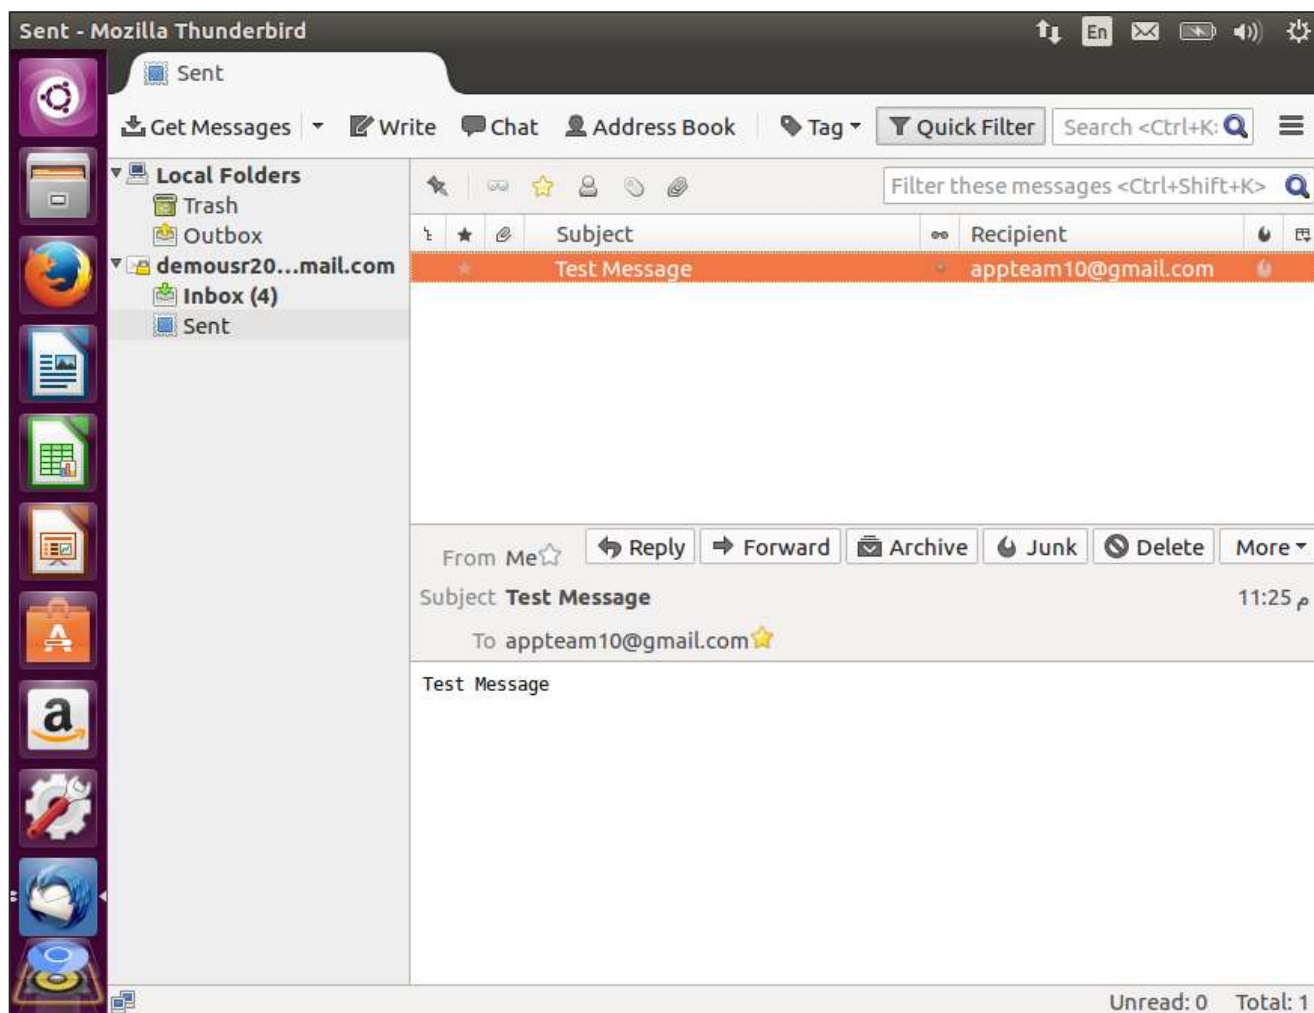 Sent - Mozilla Thunderbird En
Sent
Get Messages Write Chat Address Book Tag Quick Filter Search <Ctrl+K>
Local Folders
Trash
Outbox
demousr20...mail.com
Inbox (4)
Sent
Filter these messages <Ctrl+Shift+K>
Subject Recipient
Test Message appteam10@gmail.com
From Me Reply Forward Archive Junk Delete More
Subject Test Message 11:25 م
To appteam10@gmail.com
Test Message
Unread: 0 Total: 1